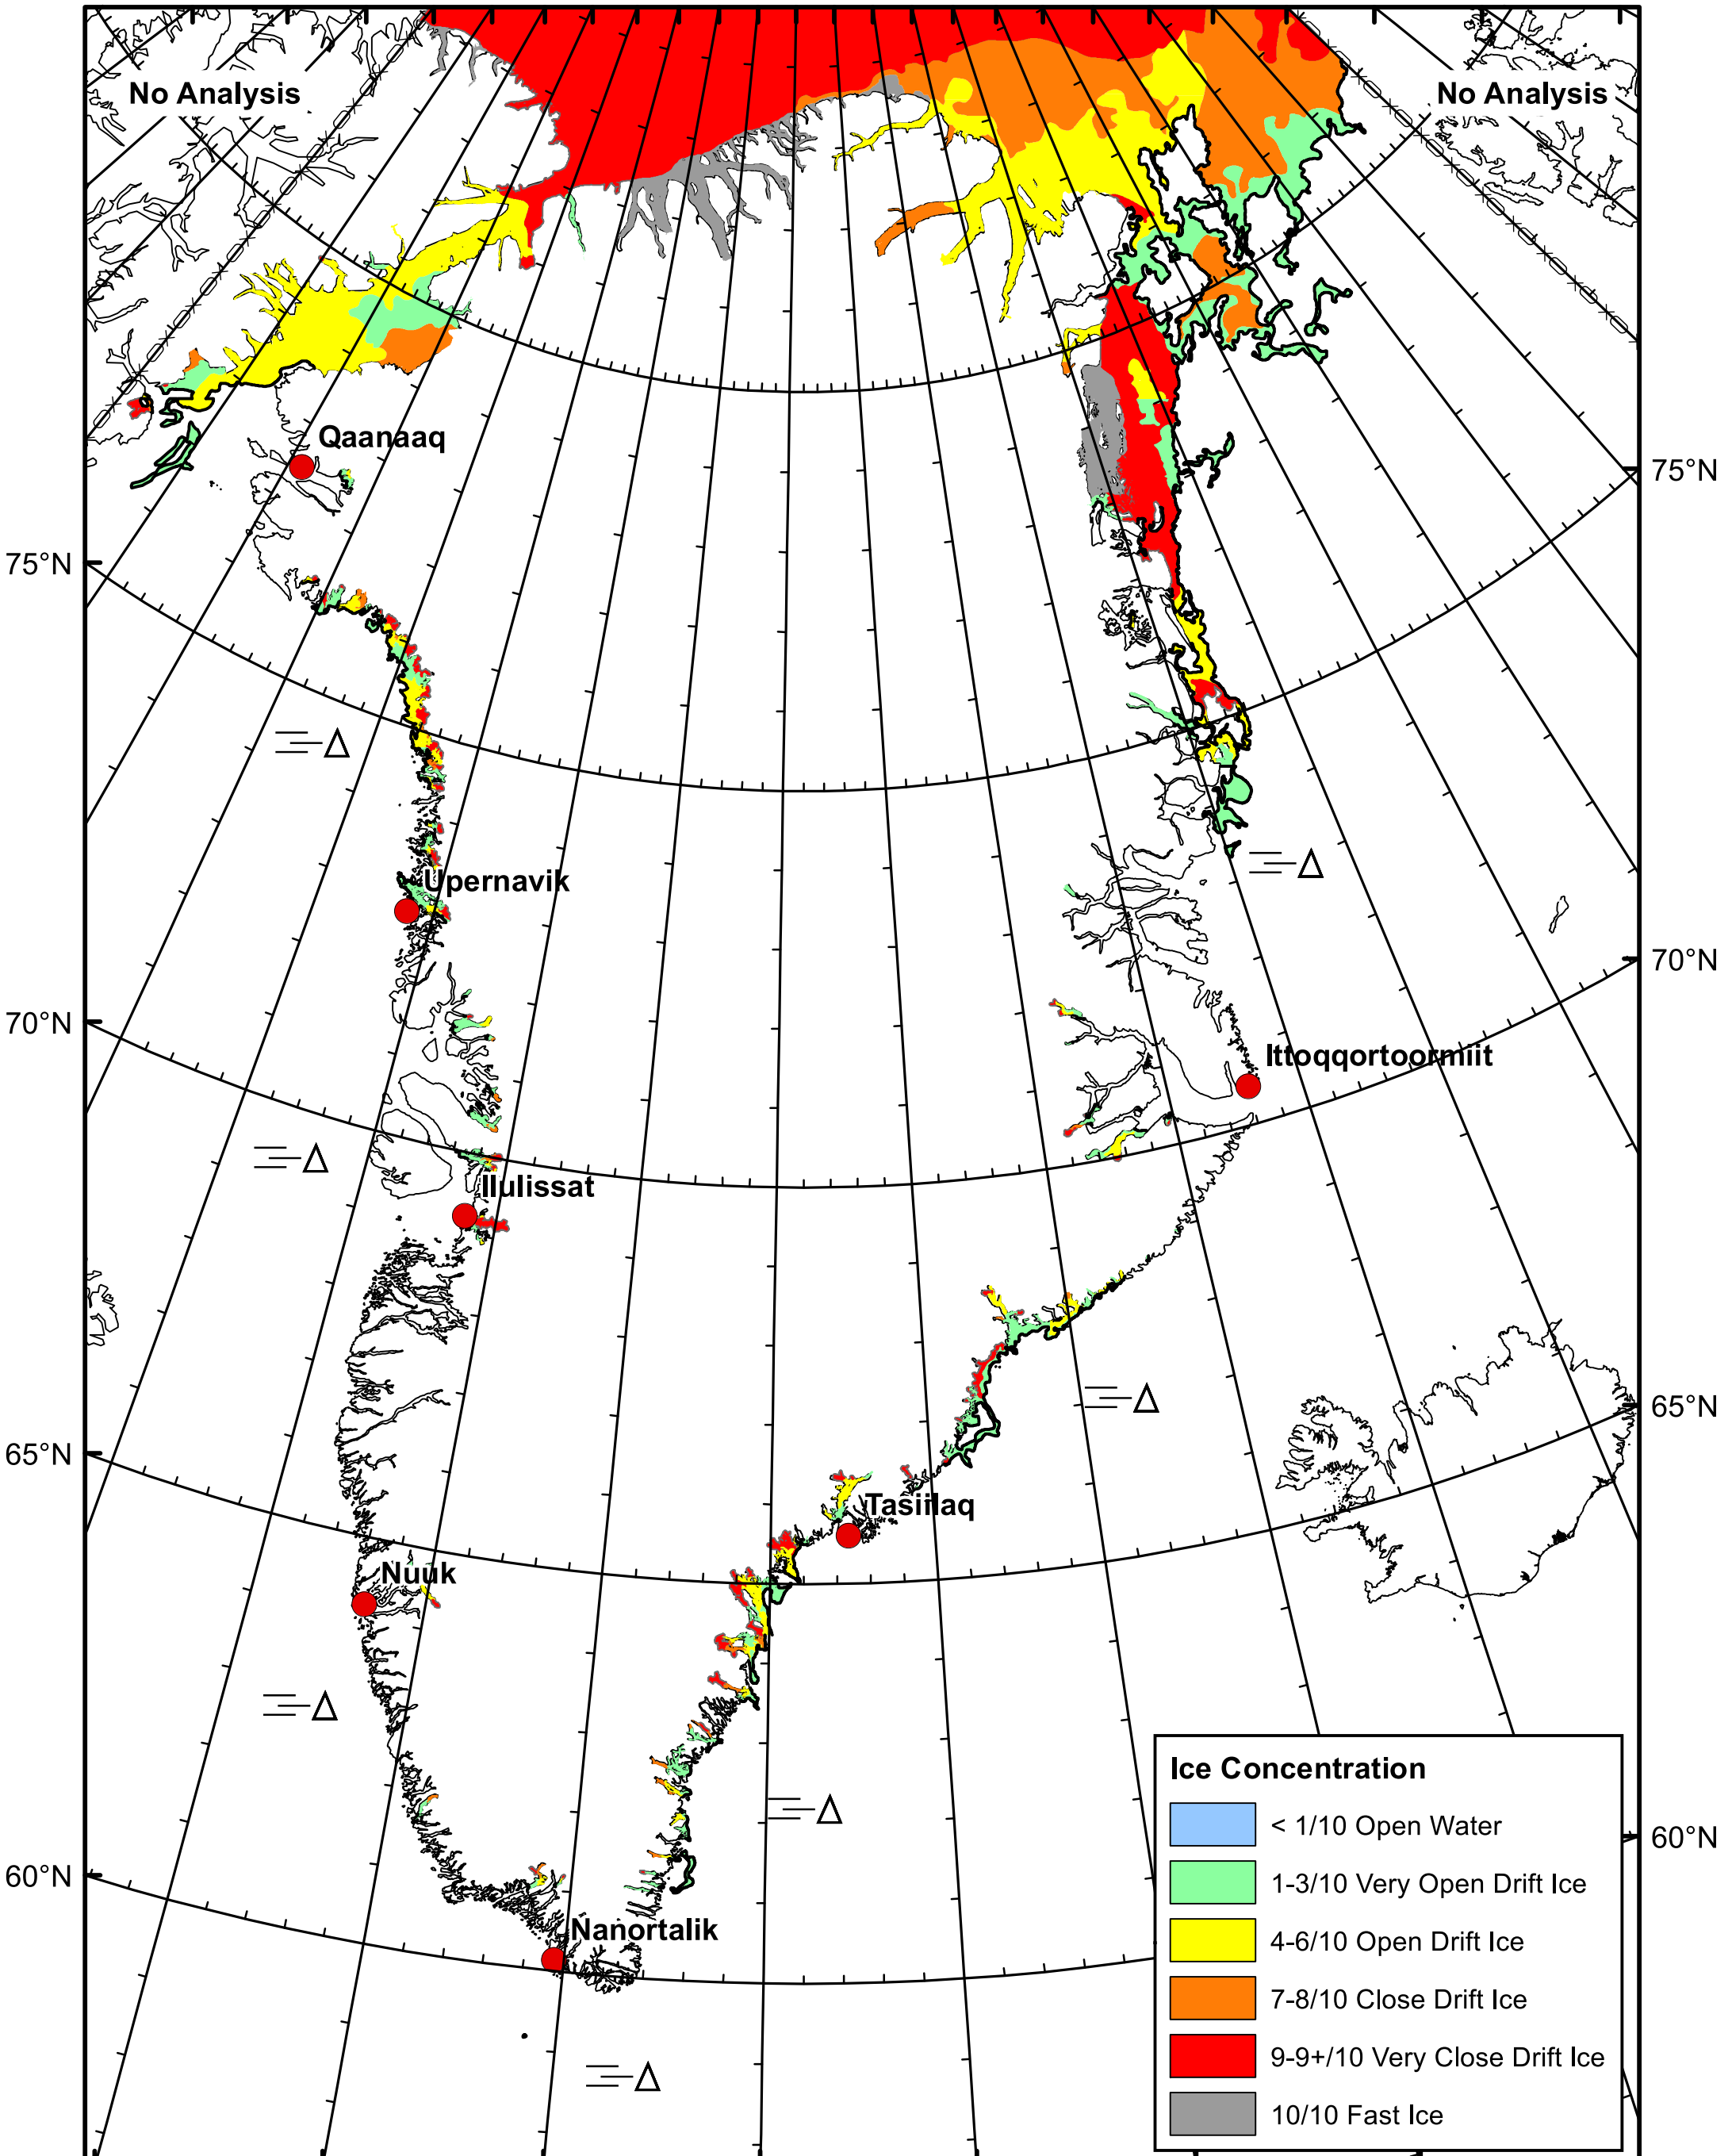 No Analysis
No Analysis
Qaanaaq
75°N
75°N
Upernavik
70°N
70°N
Ittoqqortoormiit
Ilulissat
65°N
65°N
Tasiilaq
Nuuk
Ice Concentration
< 1/10 Open Water
60°N
60°N
1-3/10 Very Open Drift Ice
Nanortalik
4-6/10 Open Drift Ice
7-8/10 Close Drift Ice
9-9+/10 Very Close Drift Ice
10/10 Fast Ice